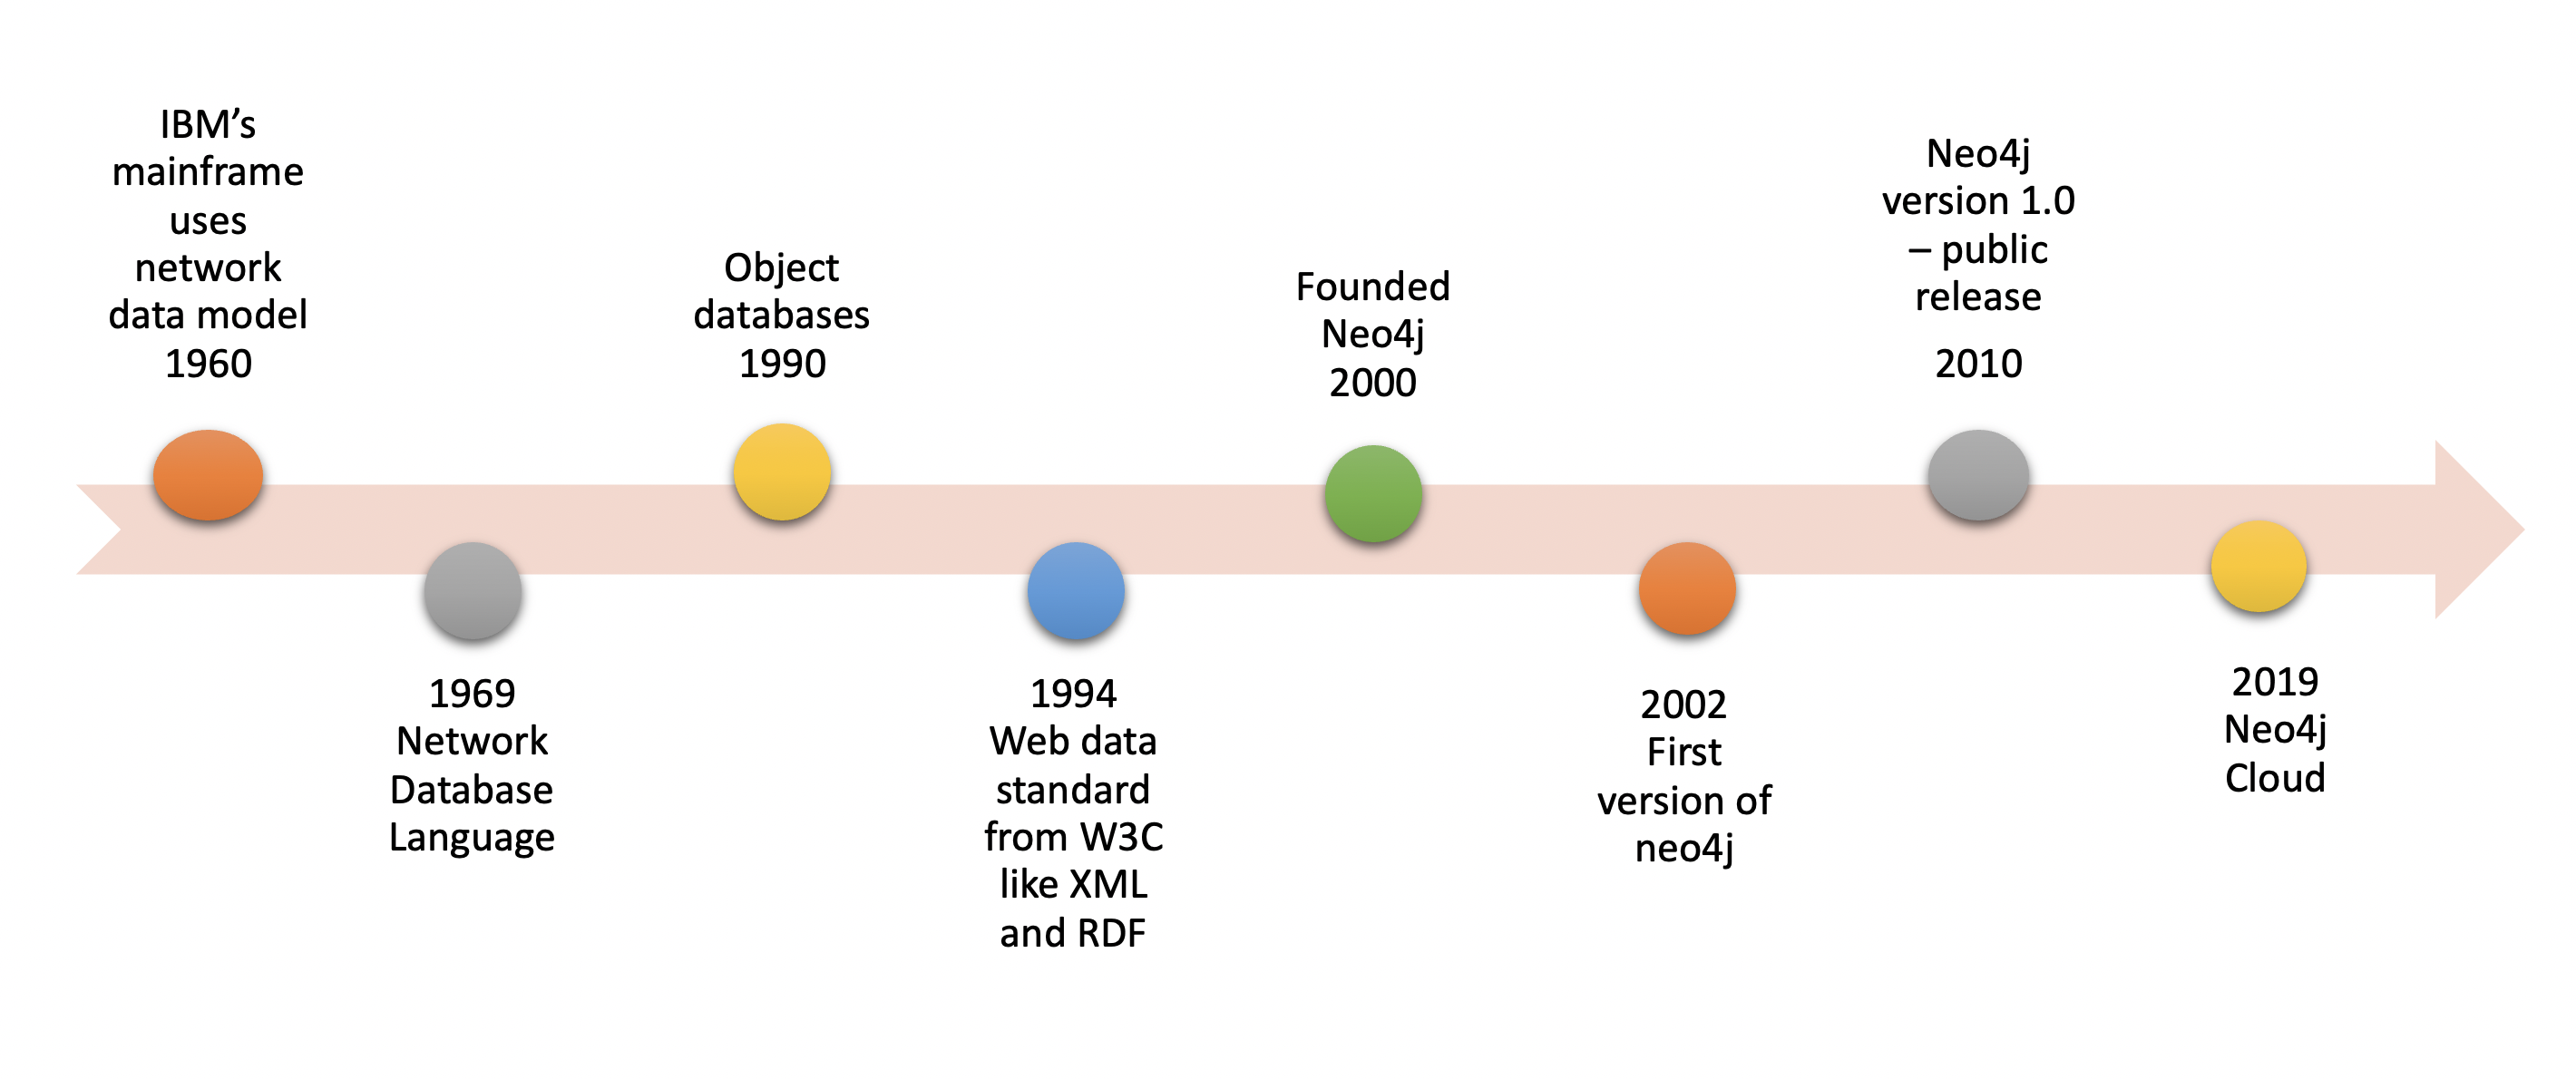 IBM’s
mainframe
uses
network
data model
1960
1969
Network
Database
Language
Object
databases
1990
1994
Web data
standard
from W3C
like XML
and RDF
Founded
Neo4j
2000
2002
First
version of
neo4j
Neo4j
version 1.0
– public
release
2010
2019
Neo4j
Cloud